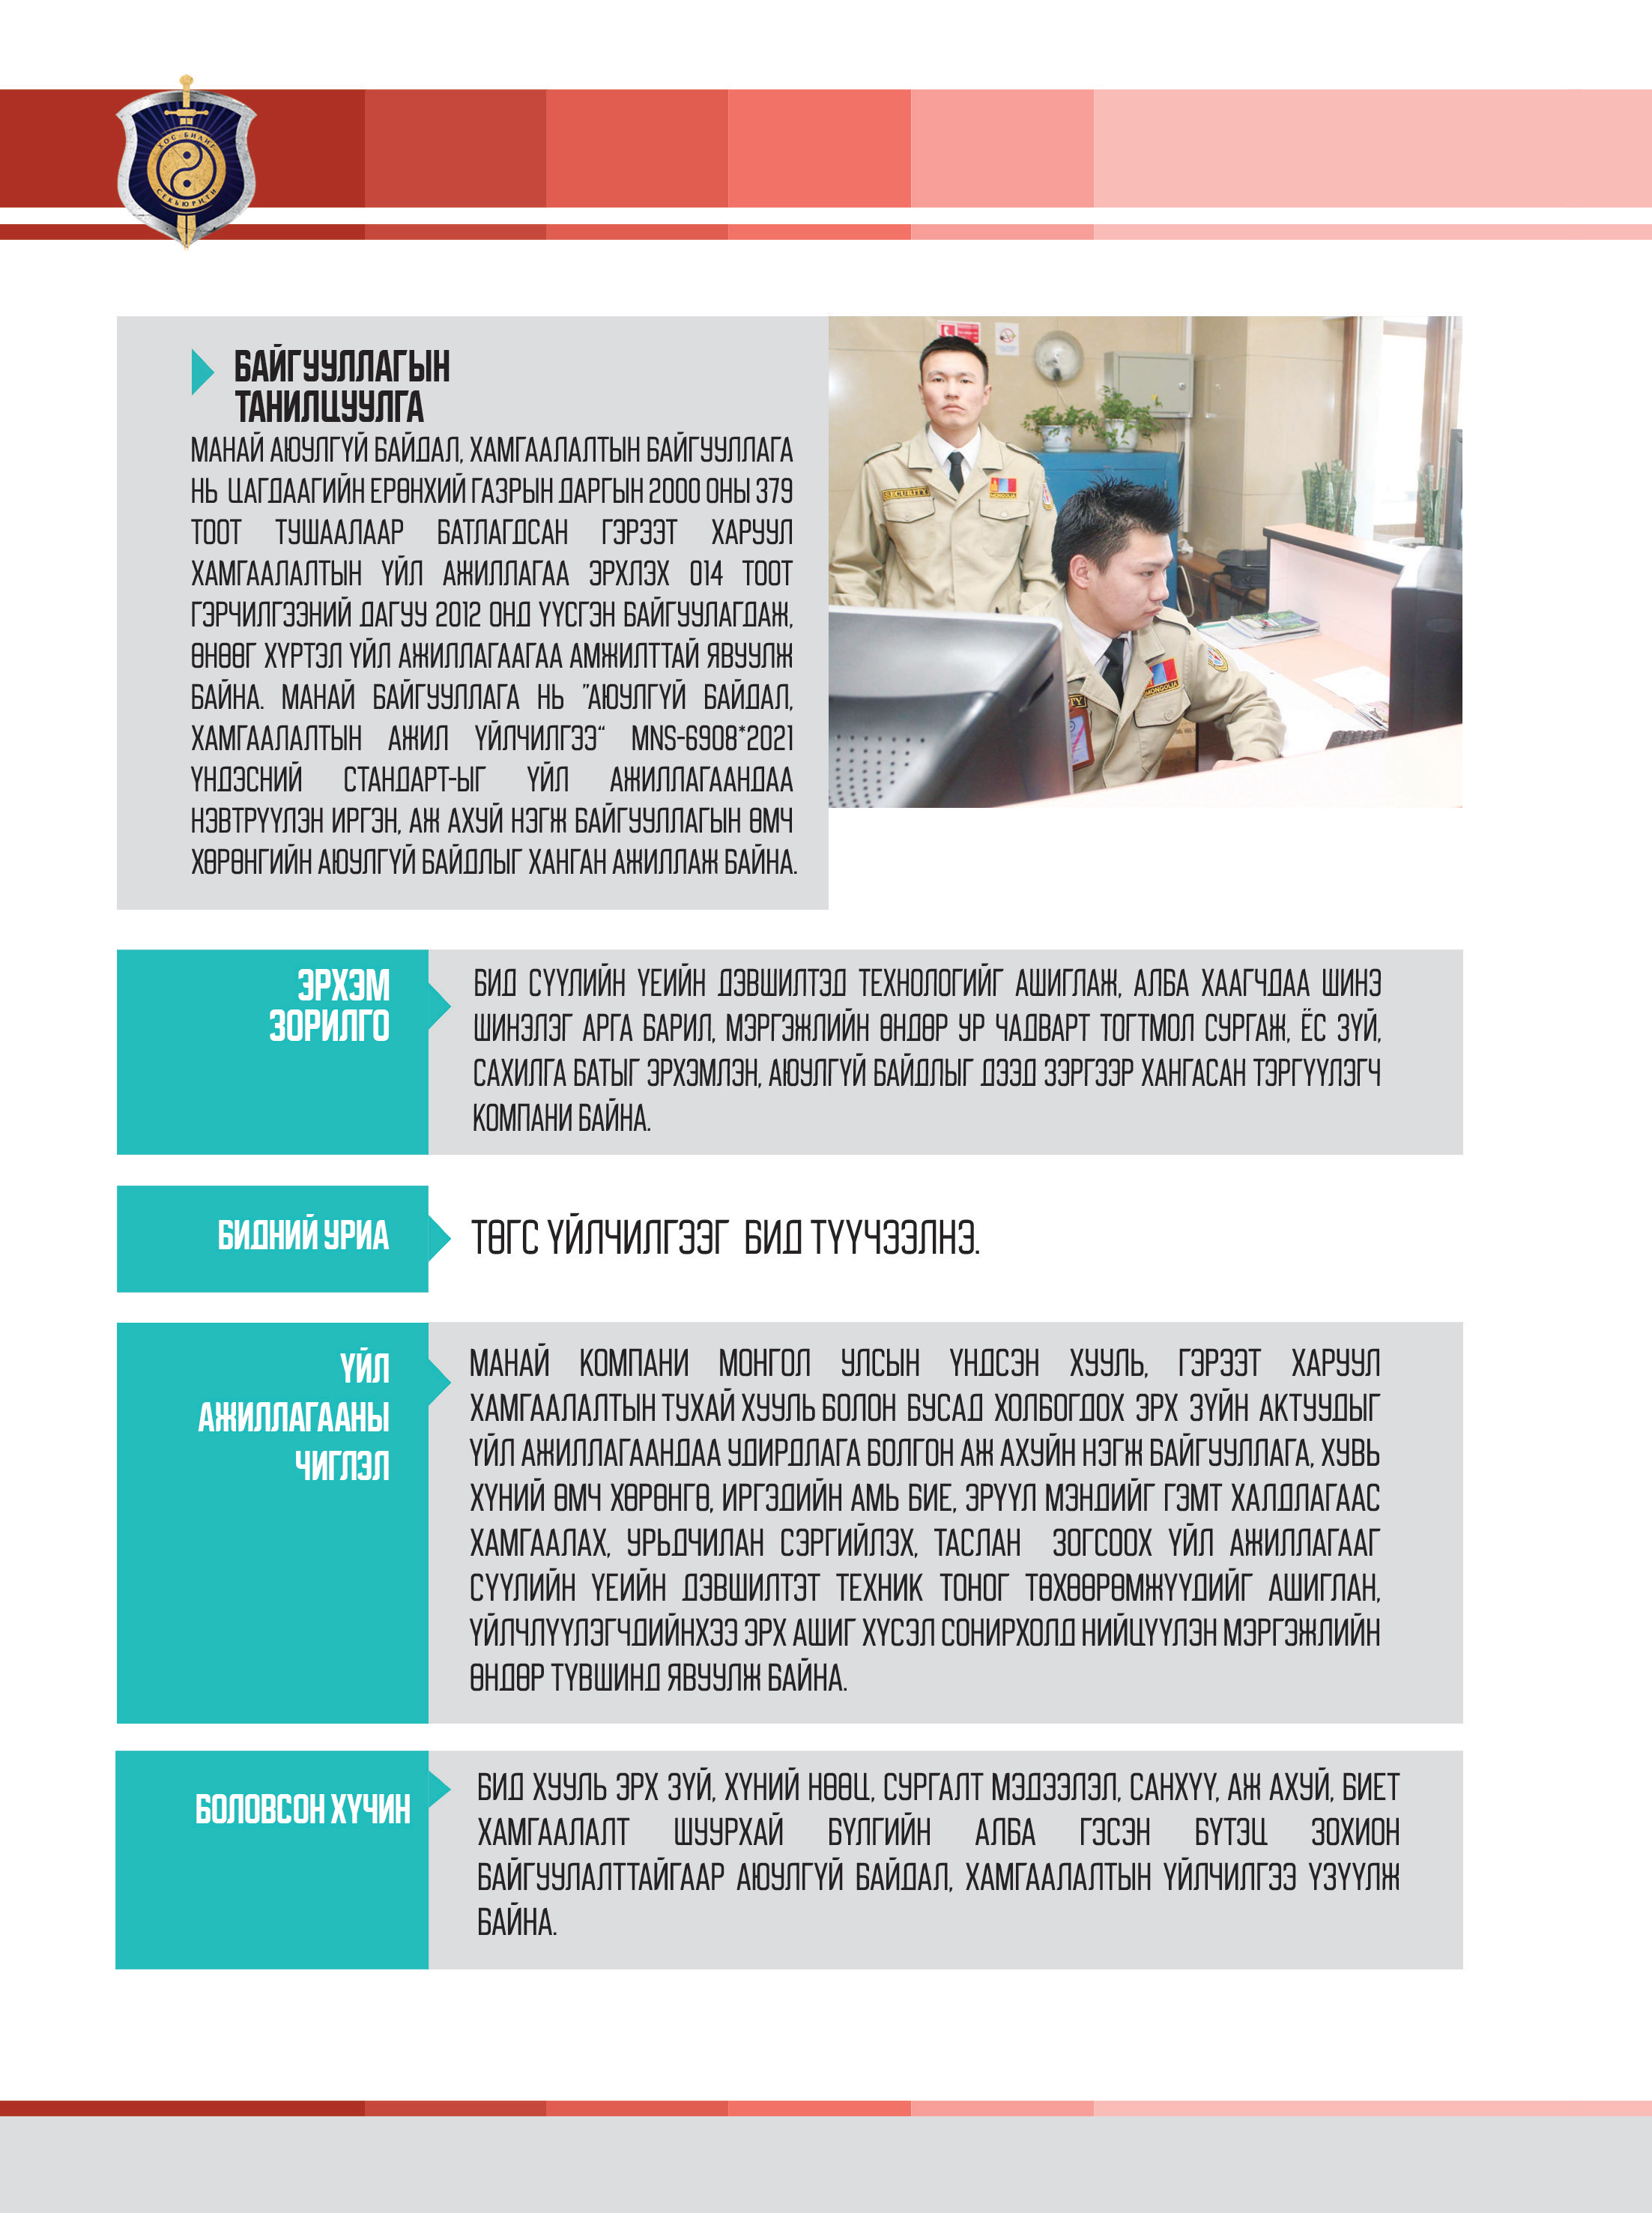 ХОС БИЛИГ
СЕКЬЮРИТИ
БАЙГУУЛЛАГЫН
ТАНИЛЦУУЛГА
МАНАЙ АЮУЛГҮЙ БАЙДАЛ, ХАМГААЛАЛТЫН БАЙГУУЛЛАГА
НЬ ЦАГДААГИЙН ЕРӨНХИЙ ГАЗРЫН ДАРГЫН 2000 ОНЫ 379
ТООТ ТУШААЛААР БАТЛАГДСАН ГЭРЭЭТ ХАРУУЛ
ХАМГААЛАЛТЫН ҮЙЛ АЖИЛЛАГАА ЭРХЛЭХ 014 ТООТ
ГЭРЧИЛГЭЭНИЙ ДАГУУ 2012 ОНД ҮҮСГЭН БАЙГУУЛАГДАЖ,
ӨНӨӨГ ХҮРТЭЛ ҮЙЛ АЖИЛЛАГААГАА АМЖИЛТТАЙ ЯВУУЛЖ
БАЙНА. МАНАЙ БАЙГУУЛЛАГА НЬ "АЮУЛГҮЙ БАЙДАЛ,
ХАМГААЛАЛТЫН АЖИЛ ҮЙЛЧИЛГЭЭ“ MNS-6908*2021
ҮНДЭСНИЙ СТАНДАРТ-ЫГ ҮЙЛ АЖИЛЛАГААНДАА
НЭВТРҮҮЛЭН ИРГЭН, АЖ АХУЙ НЭГЖ БАЙГУУЛЛАГЫН ӨМЧ
ХӨРӨНГИЙН АЮУЛГҮЙ БАЙДЛЫГ ХАНГАН АЖИЛЛАЖ БАЙНА.
SECURITY
MONGOLIA
TY
MONGOLIA
ЭРХЭМ
ЗОРИЛГО
БИД СҮҮЛИЙН ҮЕИЙН ДЭВШИЛТЭД ТЕХНОЛОГИЙГ АШИГЛАЖ, АЛБА ХААГЧДАА ШИНЭ
ШИНЭЛЭГ АРГА БАРИЛ, МЭРГЭЖЛИЙН ӨНДӨР УР ЧАДВАРТ ТОГТМОЛ СУРГАЖ, ЁС ЗҮЙ,
САХИЛГА БАТЫГ ЭРХЭМЛЭН, АЮУЛГҮЙ БАЙДЛЫГ ДЭЭД ЗЭРГЭЭР ХАНГАСАН ТЭРГҮҮЛЭГЧ
КОМПАНИ БАЙНА.
БИДНИЙ УРИА
ТӨГС ҮЙЛЧИЛГЭЭГ БИД ТҮҮЧЭЭЛНЭ.
ҮЙЛ
АЖИЛЛАГААНЫ
ЧИГЛЭЛ
МАНАЙ КОМПАНИ МОНГОЛ УЛСЫН ҮНДСЭН ХУУЛЬ, ГЭРЭЭТ ХАРУУЛ
ХАМГААЛАЛТЫН ТУХАЙ ХУУЛЬ БОЛОН БУСАД ХОЛБОГДОХ ЭРХ ЗҮЙН АКТУУДЫГ
ҮЙЛ АЖИЛЛАГААНДАА УДИРДЛАГА БОЛГОН АЖ АХУЙН НЭГЖ БАЙГУУЛЛАГА, ХУВЬ
ХҮНИЙ ӨМЧ ХӨРӨНГӨ, ИРГЭДИЙН АМЬ БИЕ, ЭРҮҮЛ МЭНДИЙГ ГЭМТ ХАЛДЛАГААС
ХАМГААЛАХ, УРЬДЧИЛАН СЭРГИЙЛЭХ, ТАСЛАН ЗОГСООХ ҮЙЛ АЖИЛЛАГААГ
СҮҮЛИЙН ҮЕИЙН ДЭВШИЛТЭТ ТЕХНИК ТОНОГ ТӨХӨӨРӨМЖҮҮДИЙГ АШИГЛАН,
ҮЙЛЧЛҮҮЛЭГЧДИЙНХЭЭ ЭРХ АШИГ ХҮСЭЛ СОНИРХОЛД НИЙЦҮҮЛЭН МЭРГЭЖЛИЙН
ӨНДӨР ТҮВШИНД ЯВУУЛЖ БАЙНА.
БОЛОВСОН ХҮЧИН
БИД ХУУЛЬ ЭРХ ЗҮЙ, ХҮНИЙ НӨӨЦ, СУРГАЛТ МЭДЭЭЛЭЛ, САНХҮҮ, АЖ АХУЙ, БИЕТ
ХАМГААЛАЛТ ШУУРХАЙ БҮЛГИЙН АЛБА ГЭСЭН БҮТЭЦ ЗОХИОН
БАЙГУУЛАЛТТАЙГААР АЮУЛГҮЙ БАЙДАЛ, ХАМГААЛАЛТЫН ҮЙЛЧИЛГЭЭ ҮЗҮҮЛЖ
БАЙНА.